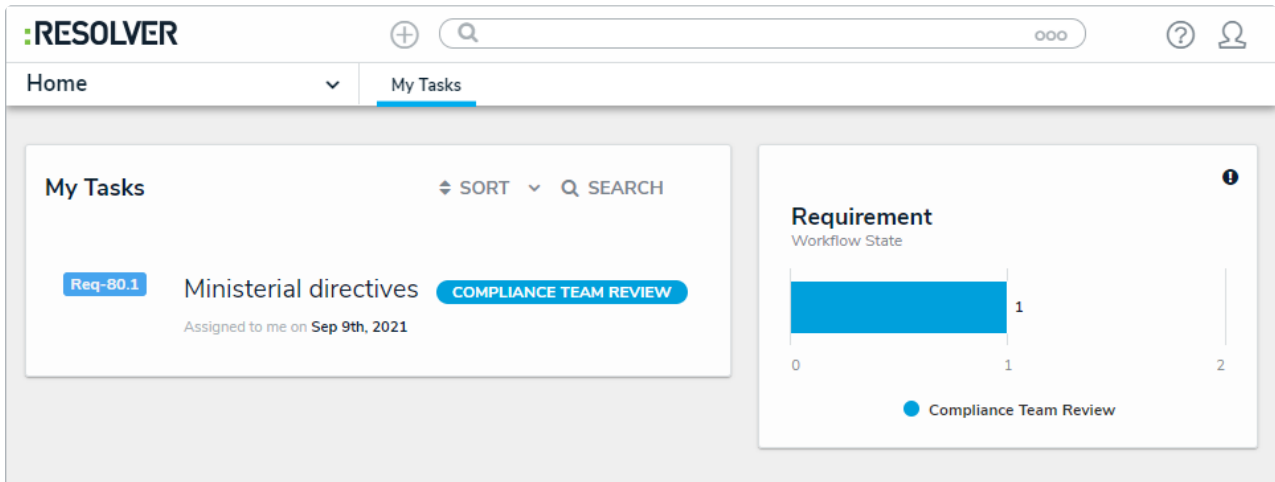 :RESOLVER
Home
My Tasks
My Tasks
SORT
SEARCH
Req-80.1
Ministerial directives
COMPLIANCE TEAM REVIEW
Assigned to me on Sep 9th, 2021
Requirement
Workflow State
1
0 1 2
Compliance Team Review